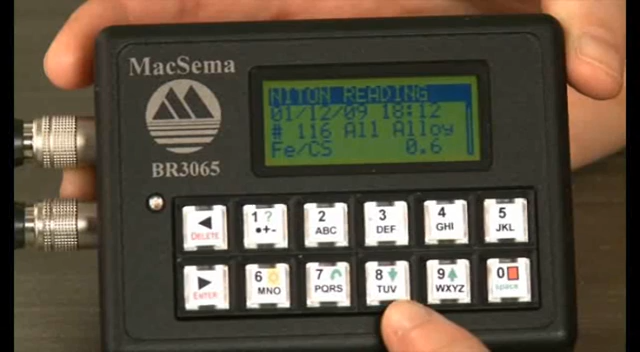 MacSema
BR3065
NITON READING
01/12/09 18:12
# 116 All Alloy
Fe/CS 0.6
DELETE
1 ?
•+-
2
ABC
3
DEF
4
GHI
5
JKL
ENTER
6
MNO
7
PQRS
8
TUV
9
WXYZ
0
space